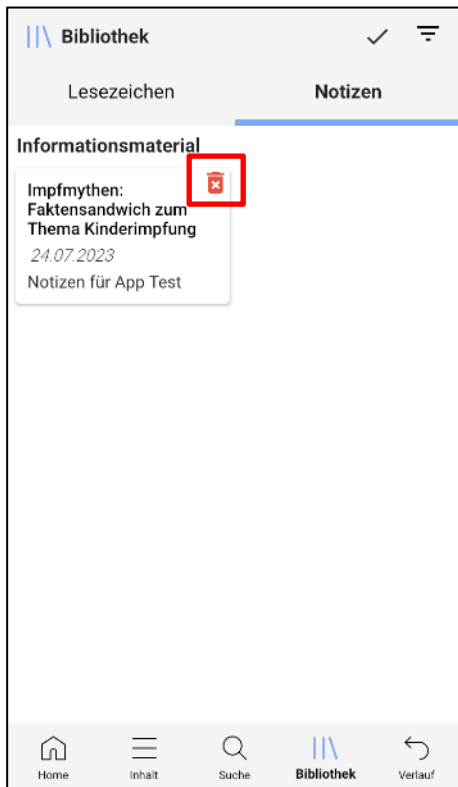 Bibliothek
Lesezeichen
Notizen
Informationsmaterial
Impfmythen:
Faktensandwich zum
Thema Kinderimpfung
24.07.2023
Notizen für App Test
Home
Inhalt
Suche
Bibliothek
Verlauf